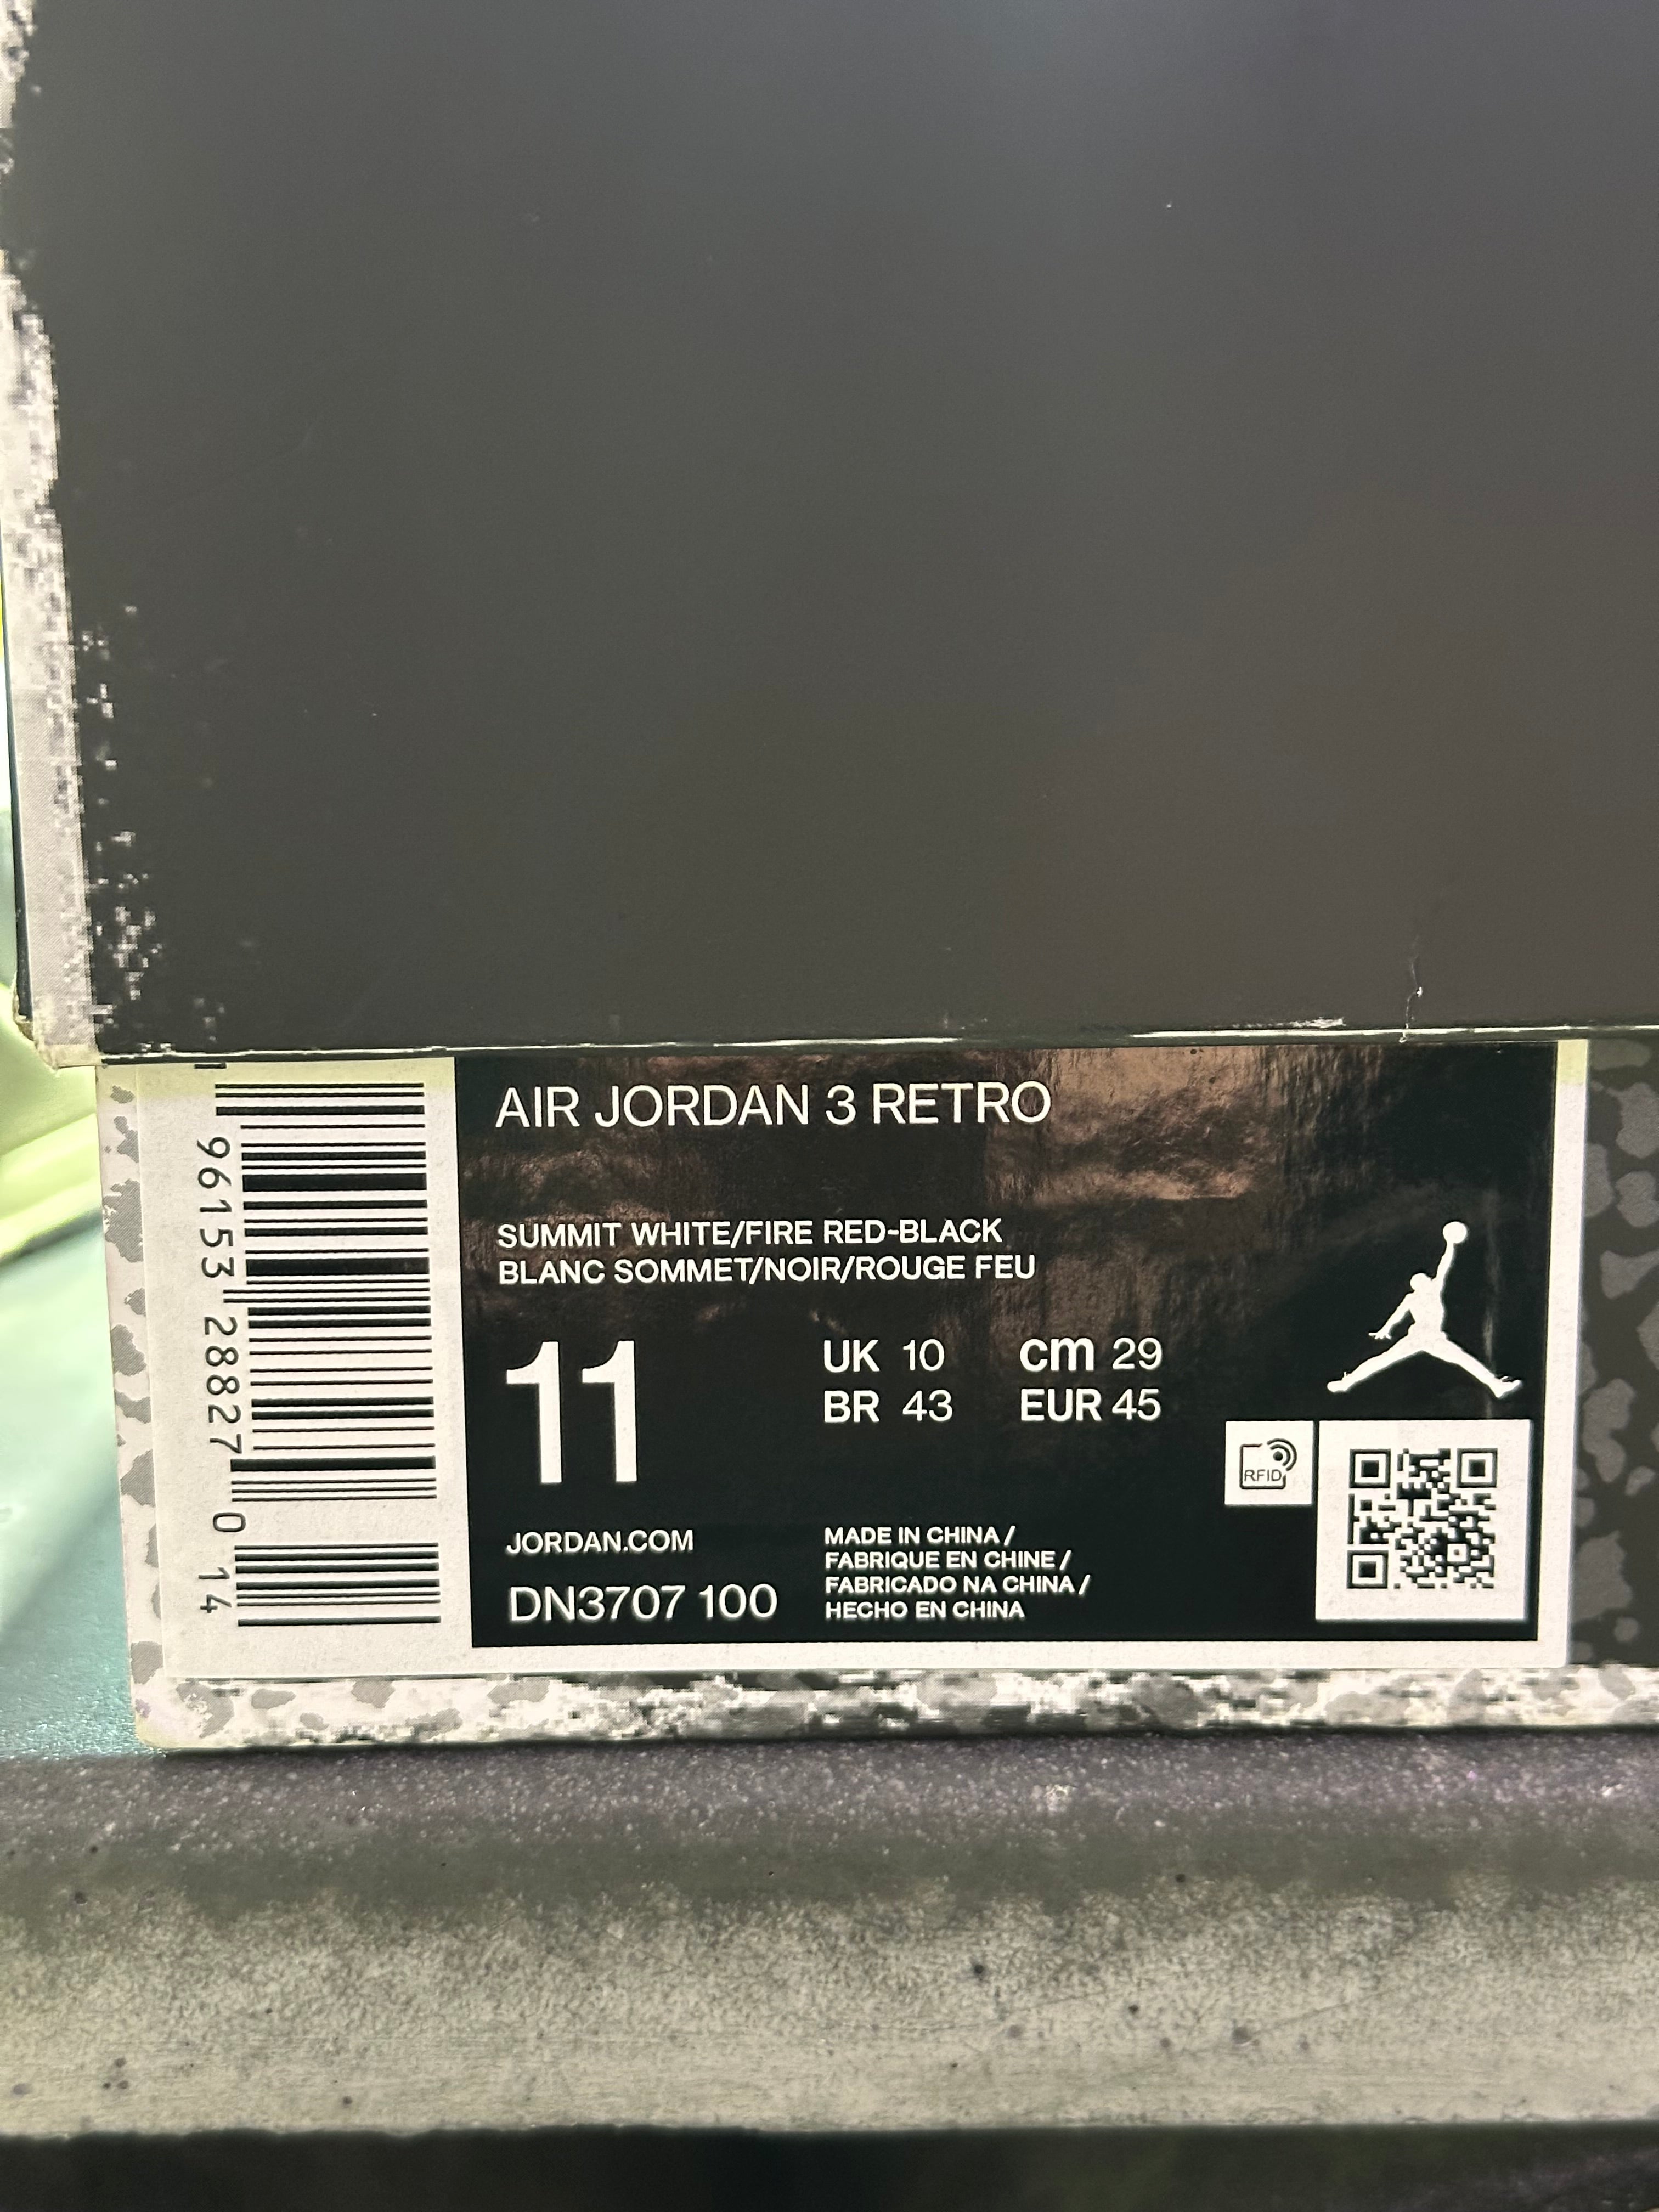 AIR JORDAN 3 RETRO
SUMMIT WHITE/FIRE RED-BLACK
BLANC SOMMET/NOIR/ROUGE FEU
11
UK 10 cm 29
BR 43 EUR 45
RFID
JORDAN.COM
DN3707 100
MADE IN CHINA /
FABRIQUE EN CHINE /
FABRICADO NA CHINA /
HECHO EN CHINA
96153 28827 0 14